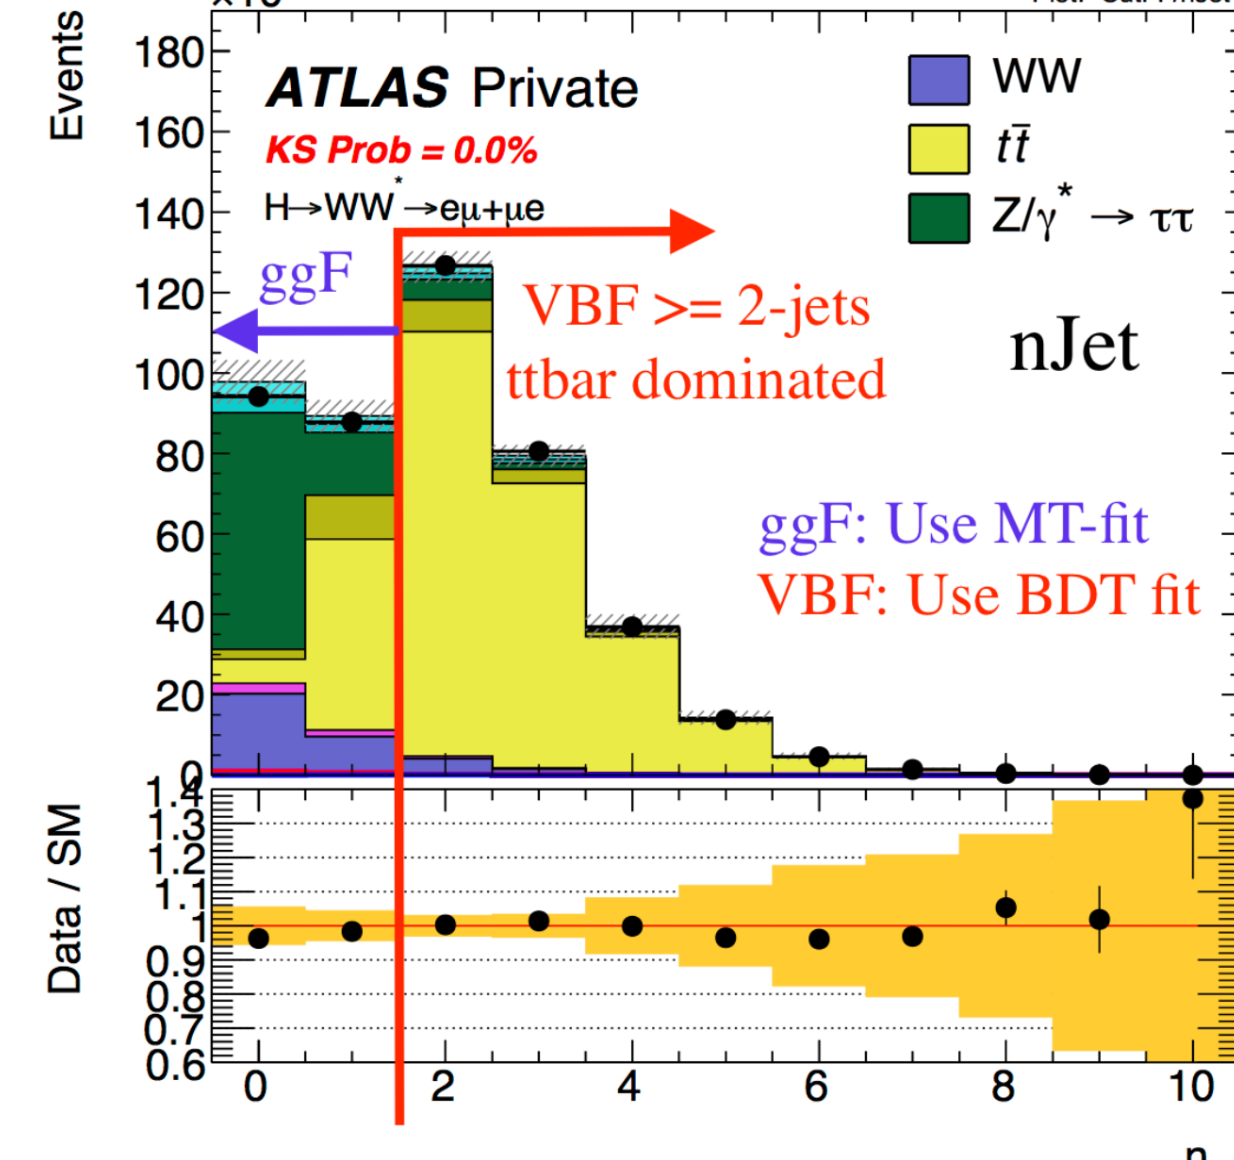 Events
180
160
140
120
100
80
60
40
20
0
ATLAS Private
KS Prob = 0.0%
H→WW*→eμ+μe
WW
tt̄
Z/γ* → ττ
ggF
VBF >= 2-jets
ttbar dominated
nJet
ggF: Use MT-fit
VBF: Use BDT fit
Data / SM
1.4
1.3
1.2
1.1
1
0.9
0.8
0.7
0.6
0 2 4 6 8 10